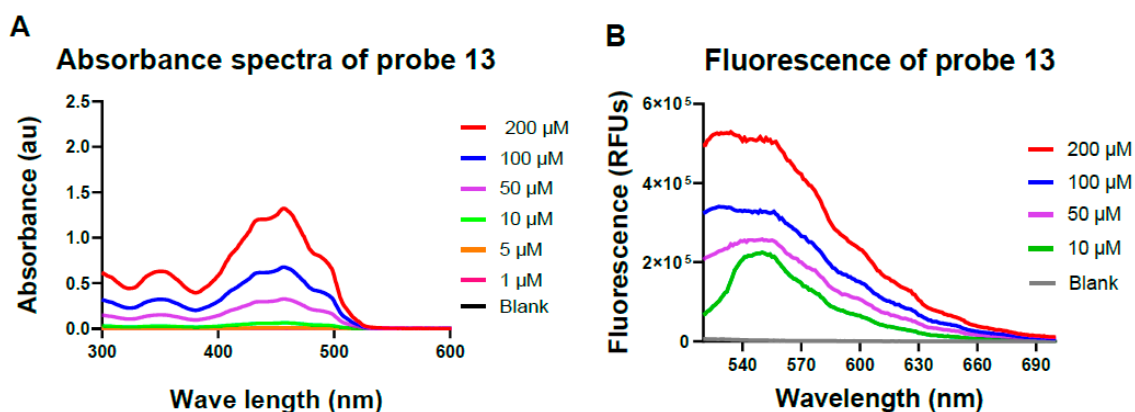 A
Absorbance spectra of probe 13
Absorbance (au)
2.5
2.0
1.5
1.0
0.5
0.0
300
400
500
600
Wave length (nm)
200 µM
100 µM
50 µM
10 µM
5 µM
1 µM
Blank
B
Fluorescence of probe 13
Fluorescence (RFUs)
6×10⁵
4×10⁵
2×10⁵
0
540
570
600
630
660
690
Wavelength (nm)
200 µM
100 µM
50 µM
10 µM
Blank